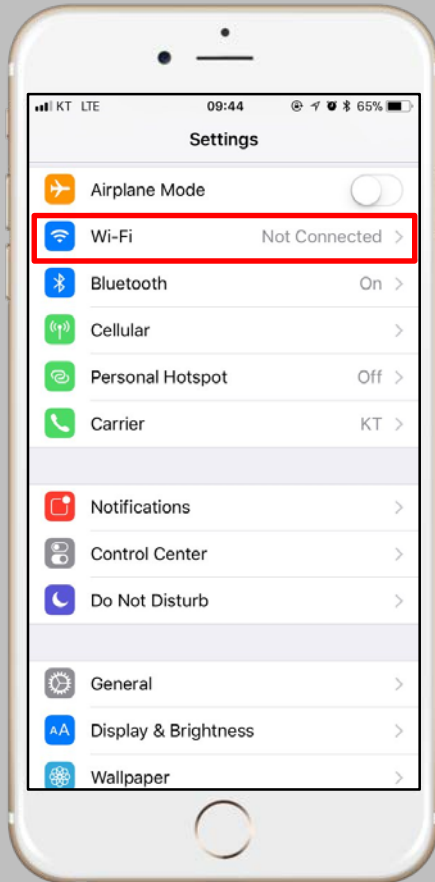 KT LTE 09:44 65%
Settings
Airplane Mode
Wi-Fi Not Connected
Bluetooth On
Cellular
Personal Hotspot Off
Carrier KT
Notifications
Control Center
Do Not Disturb
General
AA Display & Brightness
Wallpaper